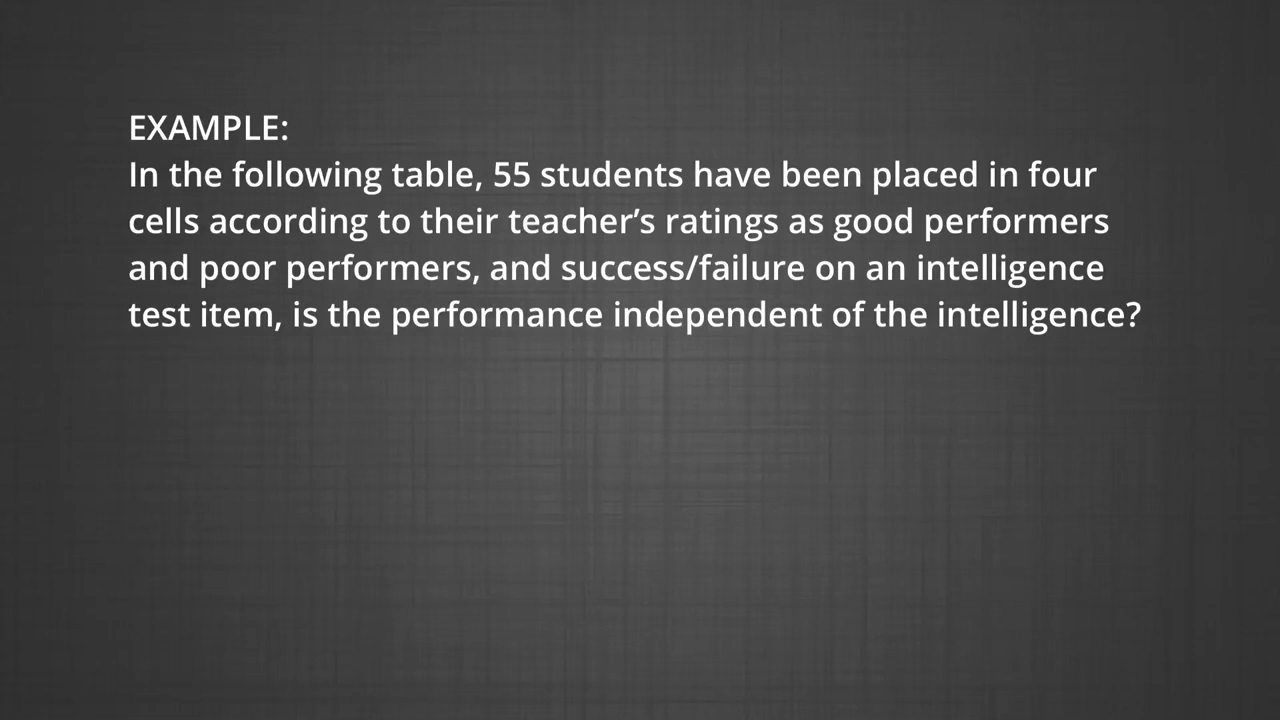 EXAMPLE:
In the following table, 55 students have been placed in four
cells according to their teacher’s ratings as good performers
and poor performers, and success/failure on an intelligence
test item, is the performance independent of the intelligence?